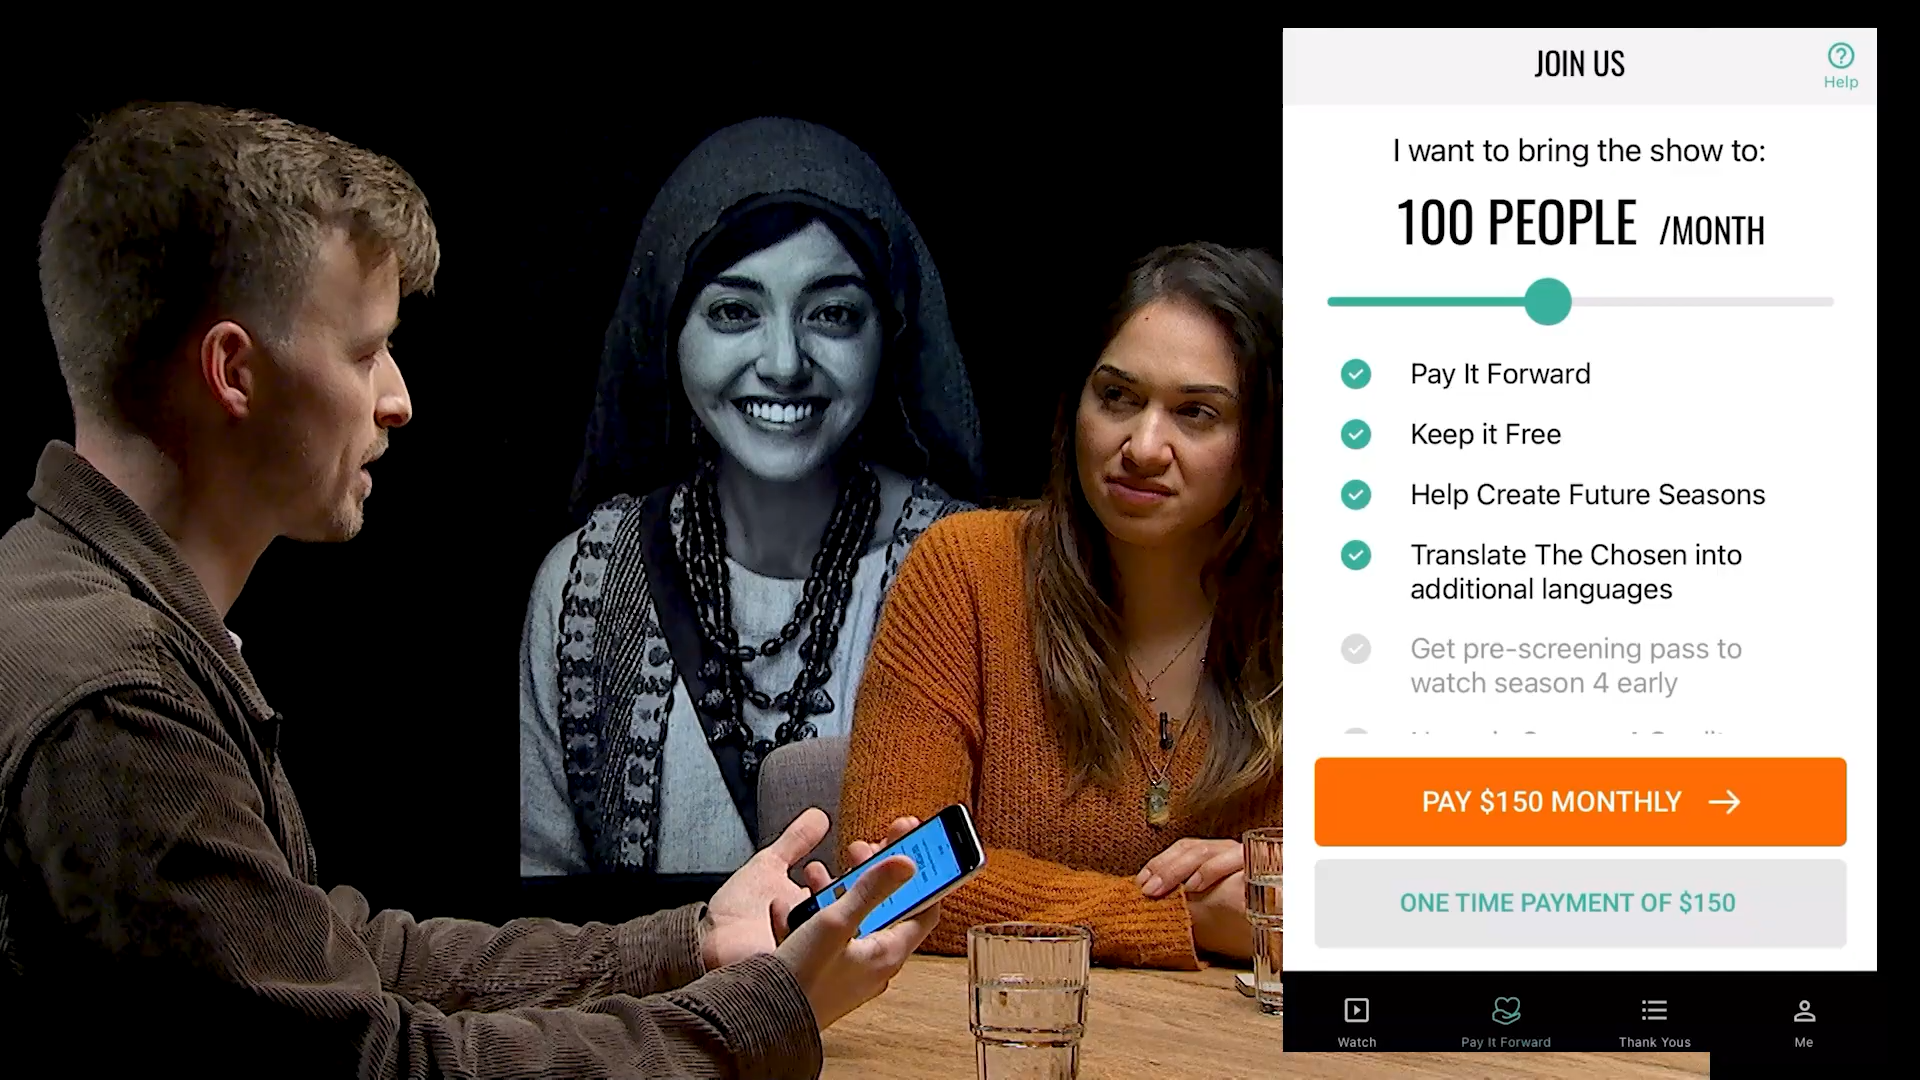 JOIN US
Help
I want to bring the show to:
100 PEOPLE /MONTH
Pay It Forward
Keep it Free
Help Create Future Seasons
Translate The Chosen into
additional languages
Get pre-screening pass to
watch season 4 early
PAY $150 MONTHLY
ONE TIME PAYMENT OF $150
Watch
Pay It Forward
Thank Yous
Me